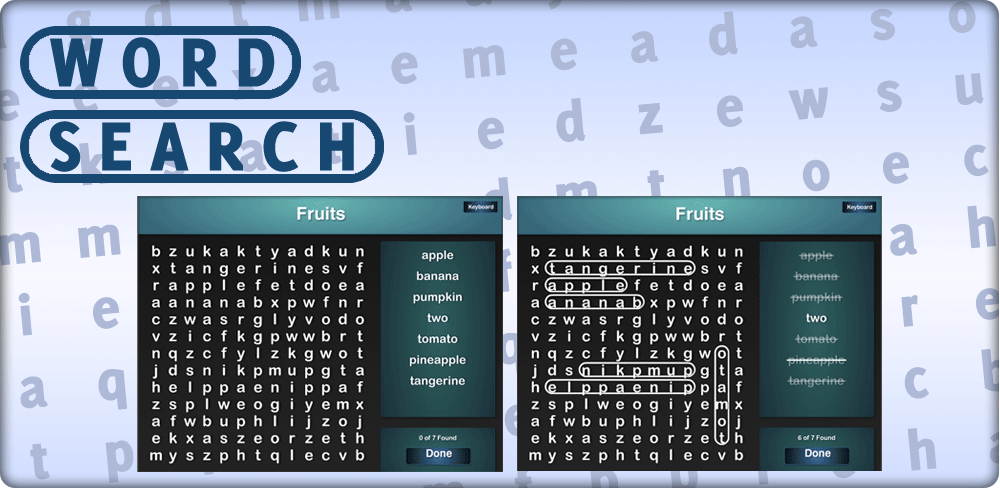 WORD
SEARCH
Fruits
Keyboard
b z u k a k t y a d k u n
x t a n g e r i n e s v f
r a p p l e f e t d o e a
a a n a n a b x p w f n r
c z w a s r g l y v o d o
v z i c f k g p w w b r t
n q z c f y l z k g w o t
j d s n i k p m u p g t a
h e l p p a e n i p p a f
z s p l w e o g i y e m x
a f w b u p h l i j z o j
e k x a s z e o r z e t h
m y s z p h t q l e c v b
apple
banana
pumpkin
two
tomato
pineapple
tangerine
0 of 7 Found
Done
Fruits
Keyboard
b z u k a k t y a d k u n
x t a n g e r i n e s v f
r a p p l e f e t d o e a
a a n a n a b x p w f n r
c z w a s r g l y v o d o
v z i c f k g p w w b r t
n q z c f y l z k g w o t
j d s n i k p m u p g t a
h e l p p a e n i p p a f
z s p l w e o g i y e m x
a f w b u p h l i j z o j
e k x a s z e o r z e t h
m y s z p h t q l e c v b
apple
banana
pumpkin
two
tomato
pineapple
tangerine
6 of 7 Found
Done